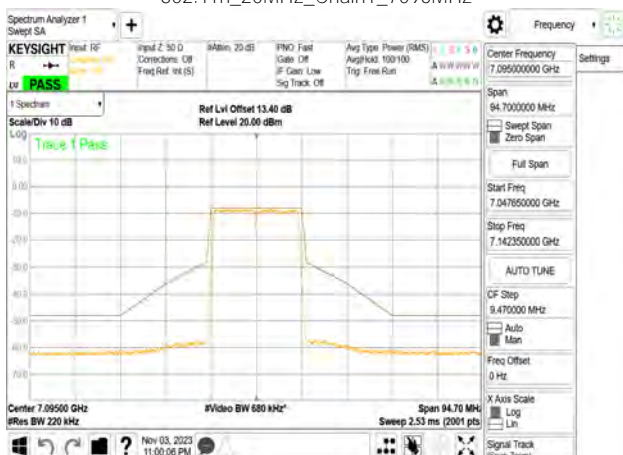 Spectrum Analyzer 1
Swept SA
Frequency
KEYSIGHT
Input: RF
Input Z: 50 Ω
Corrections: Off
Freq Ref: Int (S)
#Atten: 20 dB
PNO: Fast
Gate: Off
IF Gain: Low
Sig Track: Off
Avg Type: Power (RMS)
Avg|Hold: 100/100
Trig: Free Run
PASS
1 Spectrum
Scale/Div 10 dB
Ref Lvl Offset 13.40 dB
Ref Level 20.00 dBm
Log
Trace 1 Pass
Center 7.09500 GHz
#Res BW 220 kHz
#Video BW 680 kHz*
Span 94.70 MHz
Sweep 2.53 ms (2001 pts)
Nov 03, 2023
11:00:06 PM
Center Frequency
7.095000000 GHz
Settings
Span
94.7000000 MHz
Swept Span
Zero Span
Full Span
Start Freq
7.047650000 GHz
Stop Freq
7.142350000 GHz
AUTO TUNE
CF Step
9.470000 MHz
Auto
Man
Freq Offset
0 Hz
X Axis Scale
Log
Lin
Signal Track